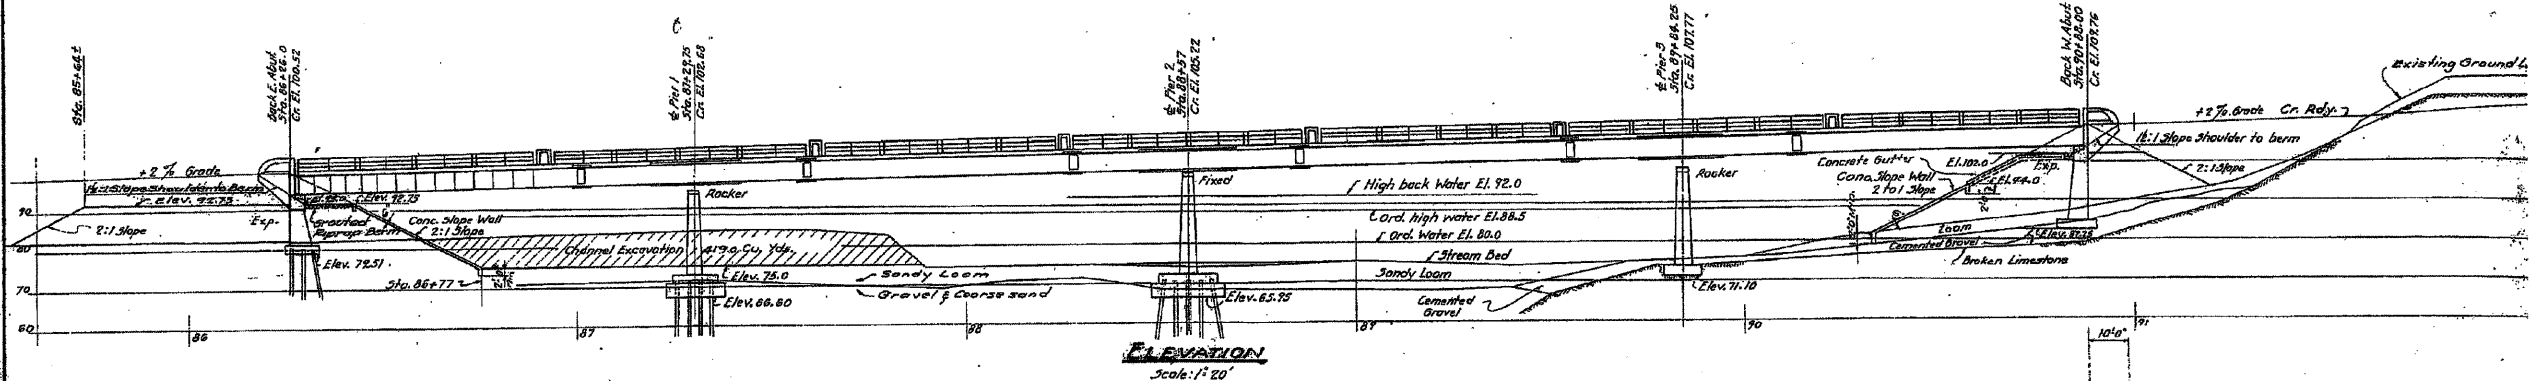 Sta. 85+64±
Back E. Abut.
Sta. 86+26.0
Cr. El. 100.52
℄ Pier 1
Sta. 87+29.75
Cr. El. 102.68
℄ Pier 2
Sta. 88+57
Cr. El. 105.22
℄ Pier 3
Sta. 89+84.25
Cr. El. 107.77
Back W. Abut.
Sta. 90+88.00
Cr. El. 109.76
Existing Ground
+2% Grade Cr. Rdy.
1½:1 Slope Shoulder to berm
2:1 Slope
+2% Grade
1½:1 Slope Shoulder to Berm
Elev. 92.75
2:1 Slope
Exp.
Elev. 92.75
Grouted
Riprap Berm
Conc. Slope Wall
2:1 Slope
Rocker
Fixed
Rocker
High back Water El. 92.0
Ord. high water El. 88.5
Ord. Water El. 80.0
Stream Bed
Concrete Gutter
Conc. Slope Wall
2 to 1 Slope
El. 102.0
Exp.
El. 94.0
Channel Excavation 4190 Cu. Yds.
Elev. 79.51
Sta. 86+77
Elev. 75.0
Elev. 66.60
Sandy Loam
Gravel & Coarse sand
Elev. 65.95
Sandy Loam
Cemented
Gravel
Elev. 71.10
Loam
Cemented Gravel
Broken Limestone
90
80
70
60
86
87
88
89
90
91
10'-0"
ELEVATION
Scale: 1"=20'